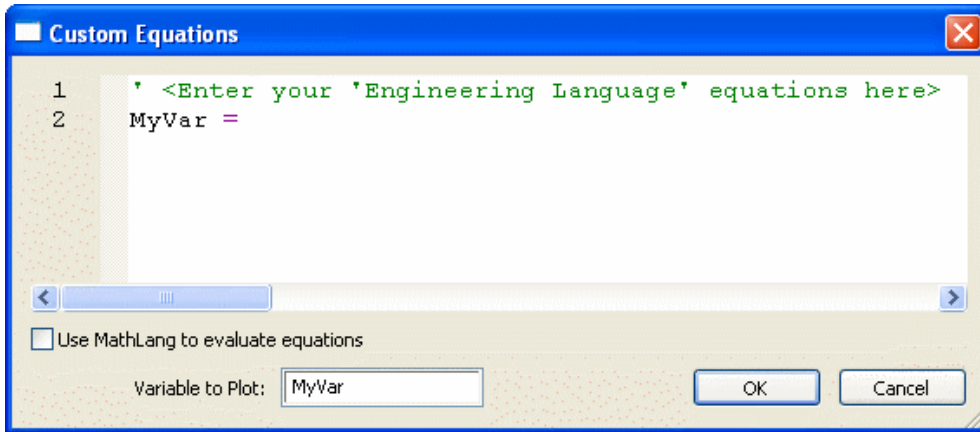 Custom Equations
1 ' <Enter your 'Engineering Language' equations here>
2 MyVar =
Use MathLang to evaluate equations
Variable to Plot: MyVar OK Cancel